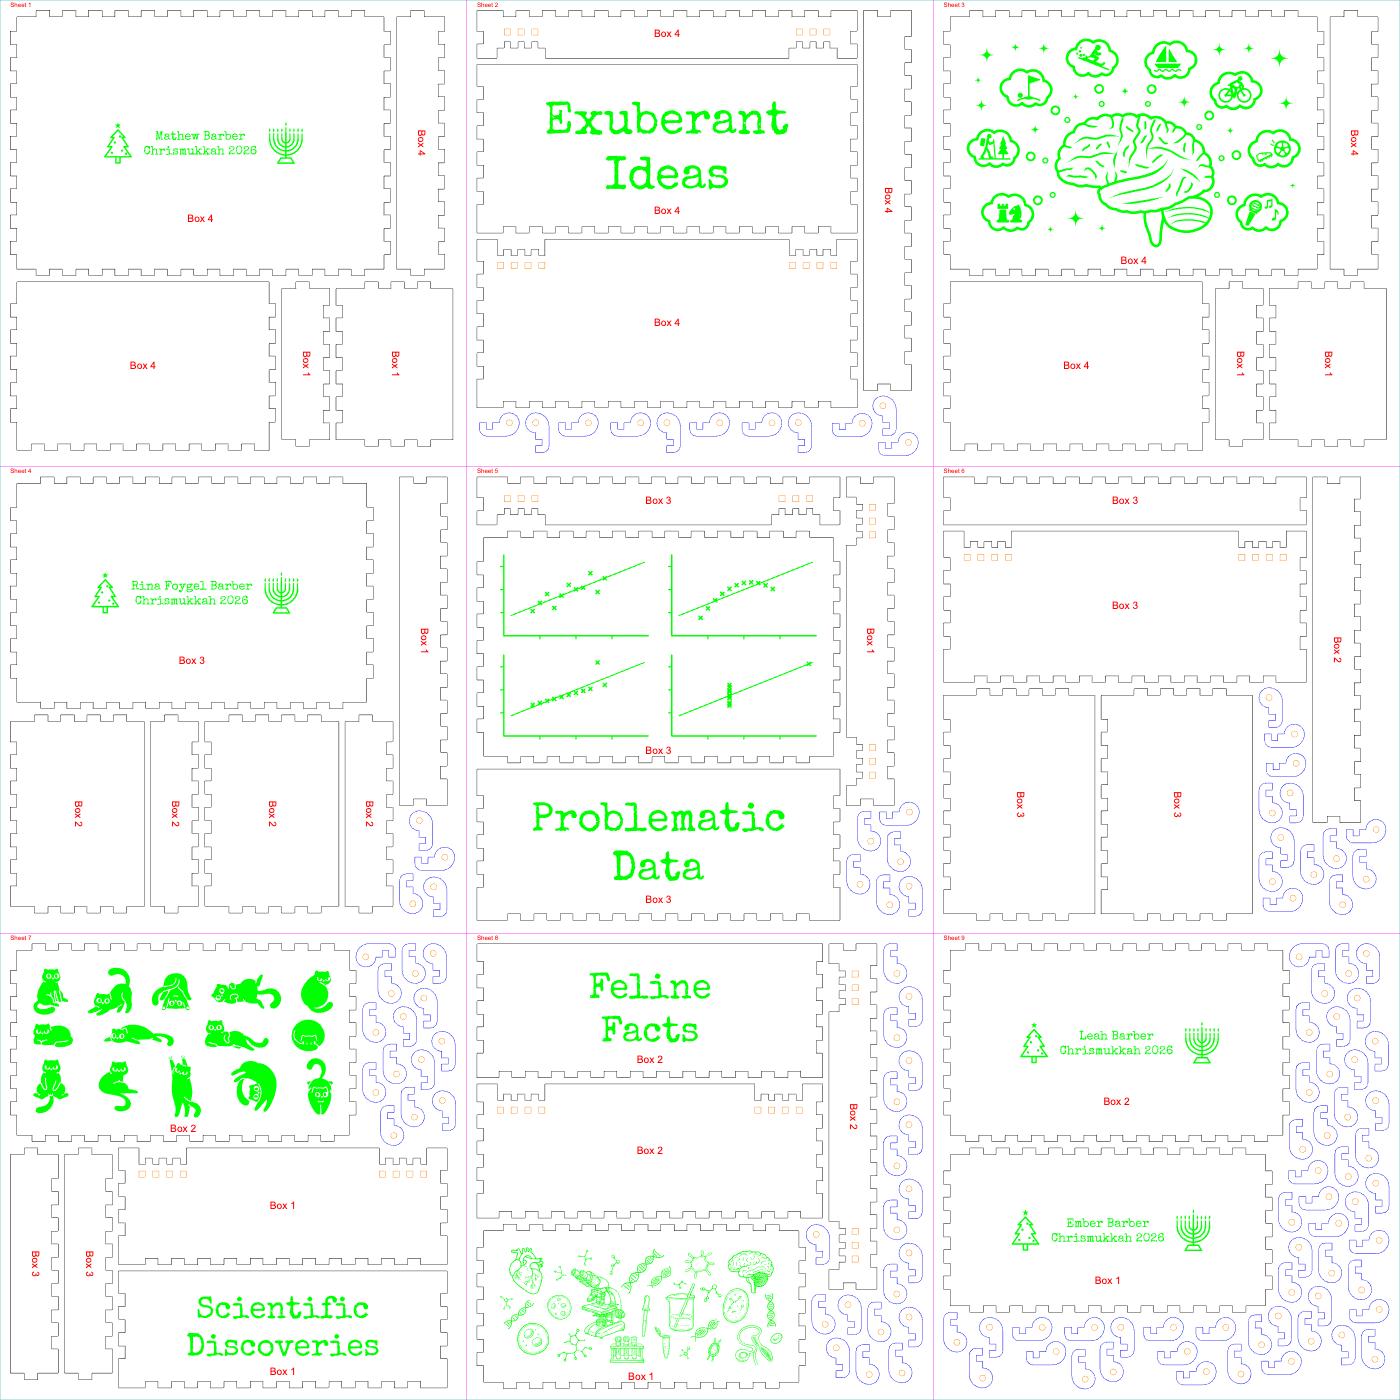 Sheet 1
Mathew Barber
Chrismukkah 2026
Box 4
Box 4
Box 4
Box 1
Box 1
Sheet 2
Box 4
Exuberant
Ideas
Box 4
Box 4
Box 4
Sheet 3
Box 4
Box 4
Box 4
Box 1
Box 1
Sheet 4
Rina Foygel Barber
Chrismukkah 2026
Box 3
Box 1
Box 2
Box 2
Box 2
Box 2
Sheet 5
Box 3
Box 3
Box 1
Problematic
Data
Box 3
Sheet 6
Box 3
Box 3
Box 2
Box 3
Box 3
Sheet 7
Box 2
Box 3
Box 3
Box 1
Scientific
Discoveries
Box 1
Sheet 8
Feline
Facts
Box 2
Box 2
Box 2
Box 1
Sheet 9
Leah Barber
Chrismukkah 2026
Box 2
Ember Barber
Chrismukkah 2026
Box 1